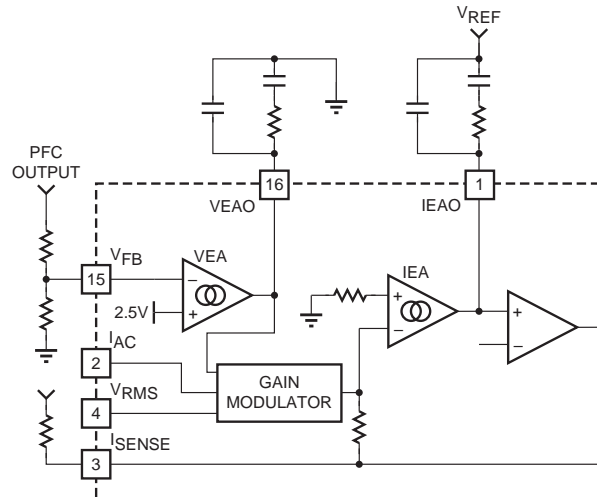 VREF
PFC
OUTPUT
16
1
VEAO
IEAO
VFB
VEA
IEA
15
−
+
2.5V
+
−
+
−
IAC
2
VRMS
GAIN
MODULATOR
4
ISENSE
3